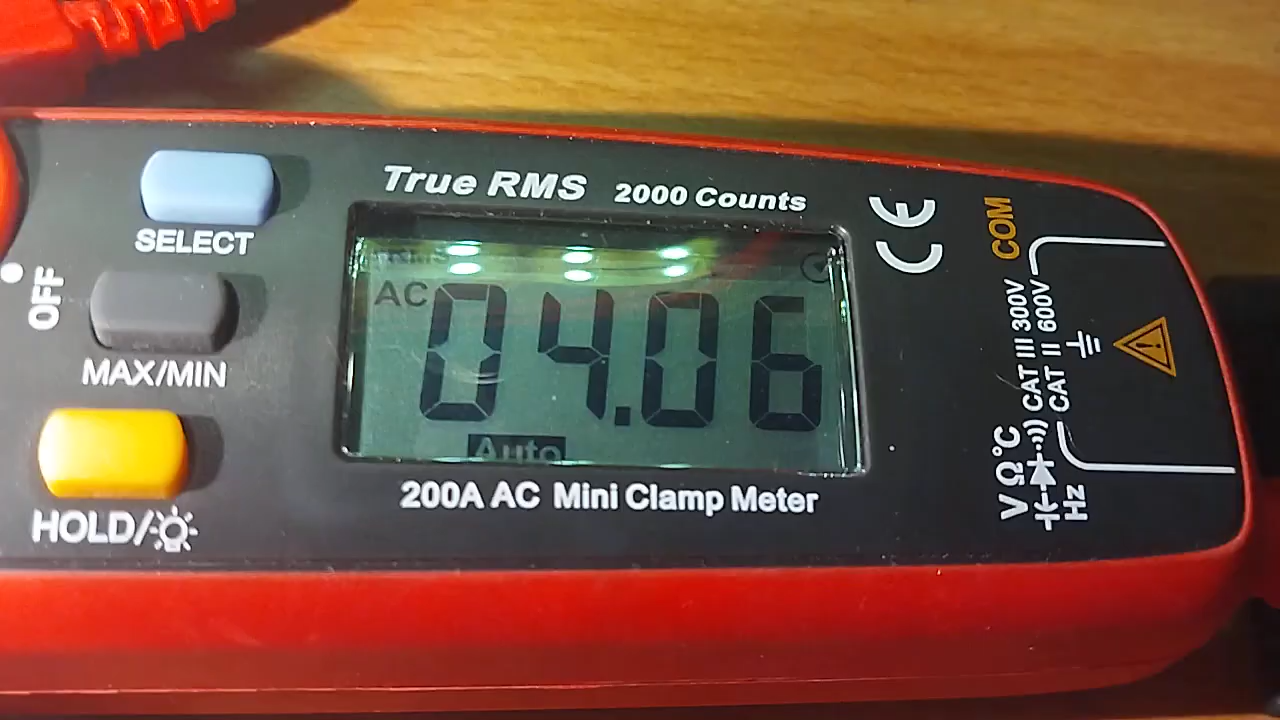 True RMS 2000 Counts
SELECT
OFF
MAX/MIN
HOLD/
AC
04.06
Auto
200A AC Mini Clamp Meter
CE
COM
CAT III 300V
CAT II 600V
V Ω °C
Hz